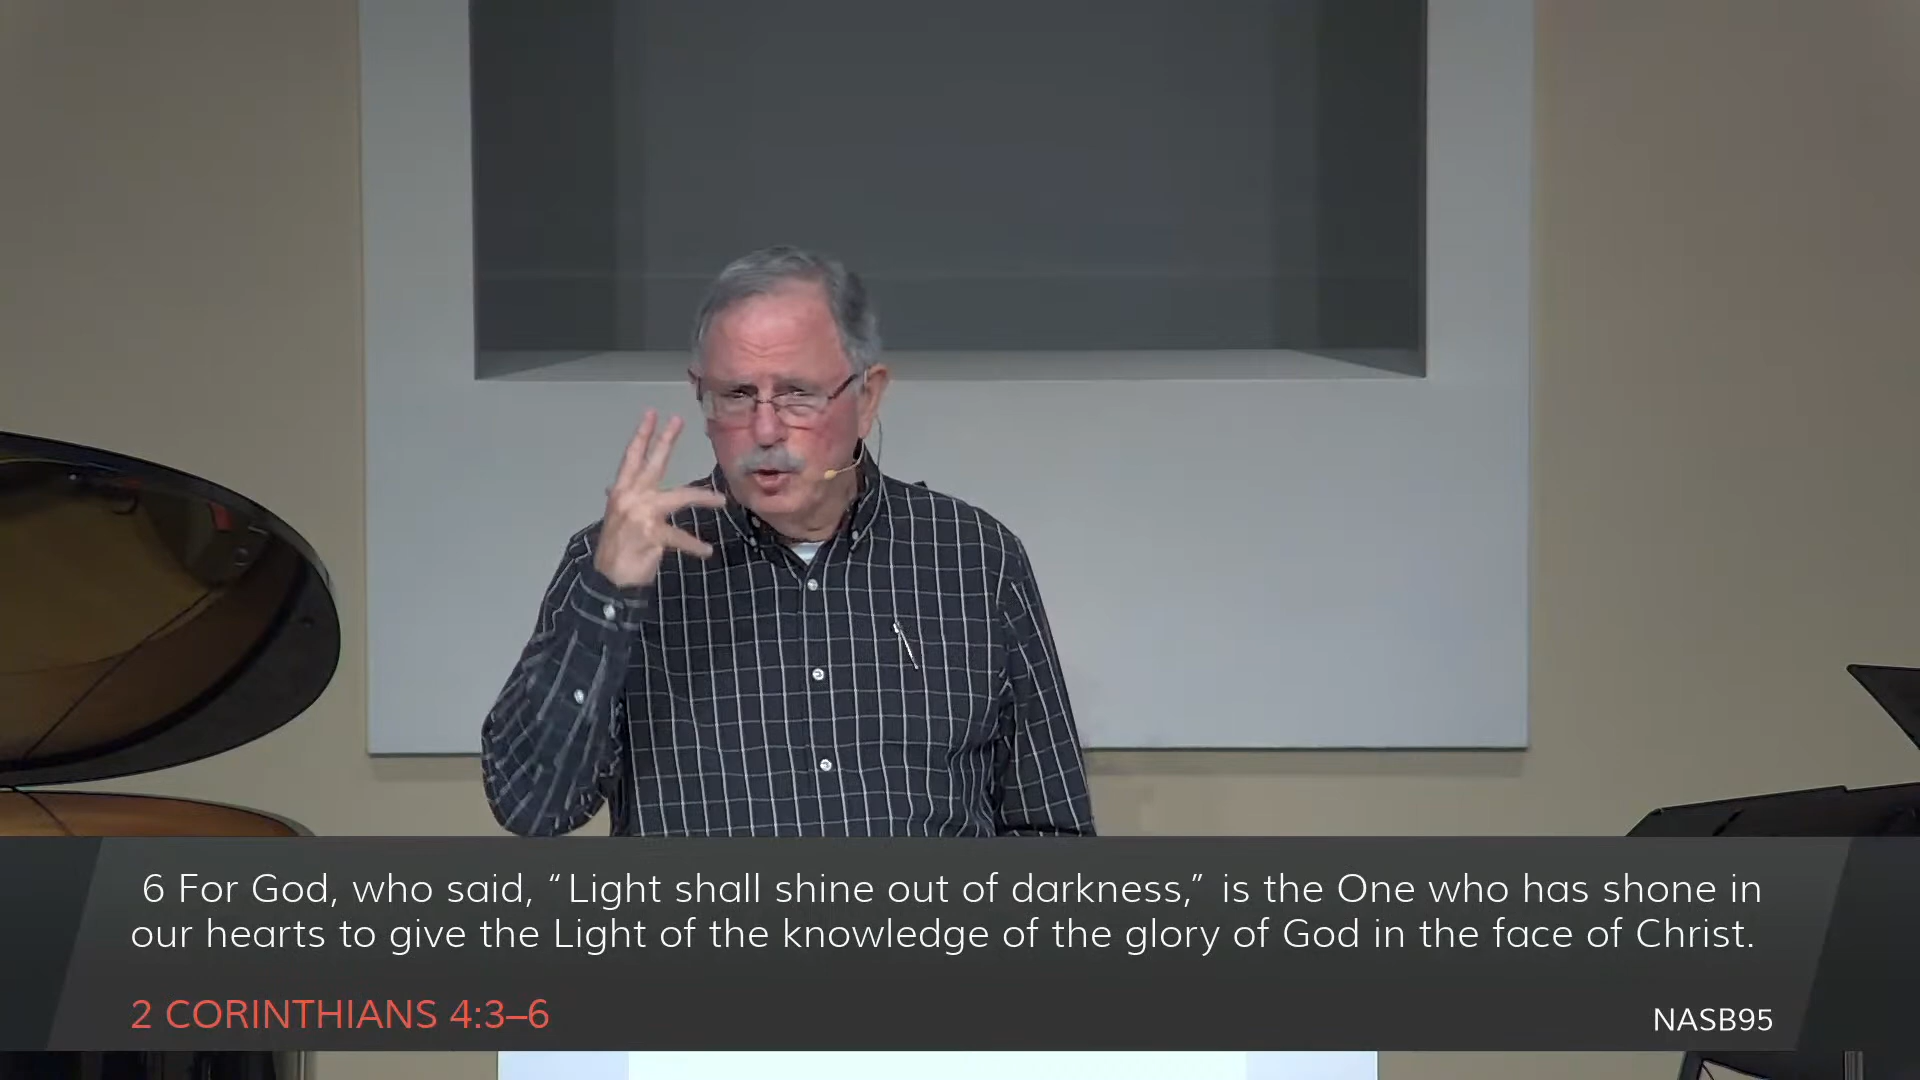 6 For God, who said, “Light shall shine out of darkness,” is the One who has shone in
our hearts to give the Light of the knowledge of the glory of God in the face of Christ.
2 CORINTHIANS 4:3–6
NASB95